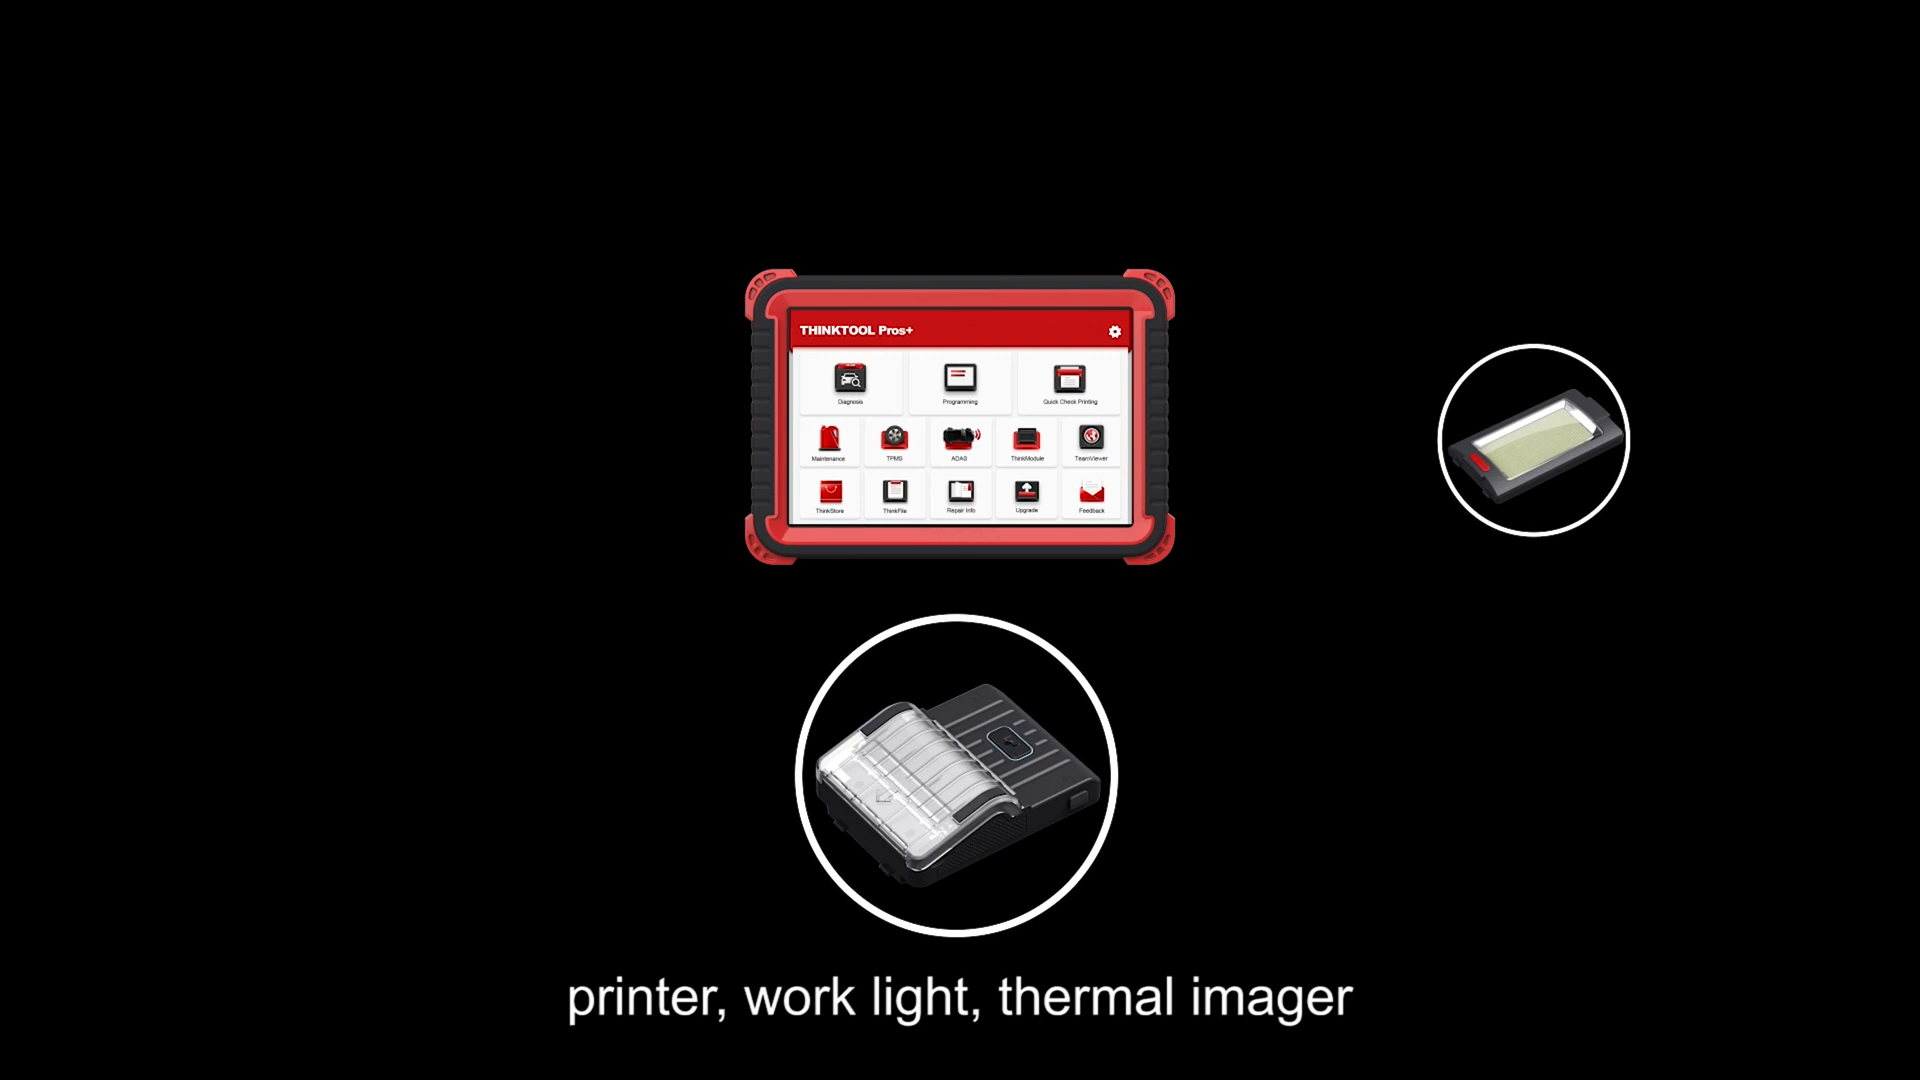 THINKTOOL Pros+
Diagnosis Programming Quick Check Printing
Maintenance TPMS ADAS ThinkModule TeamViewer
ThinkStore ThinkFile Repair Info Upgrade Feedback
printer, work light, thermal imager